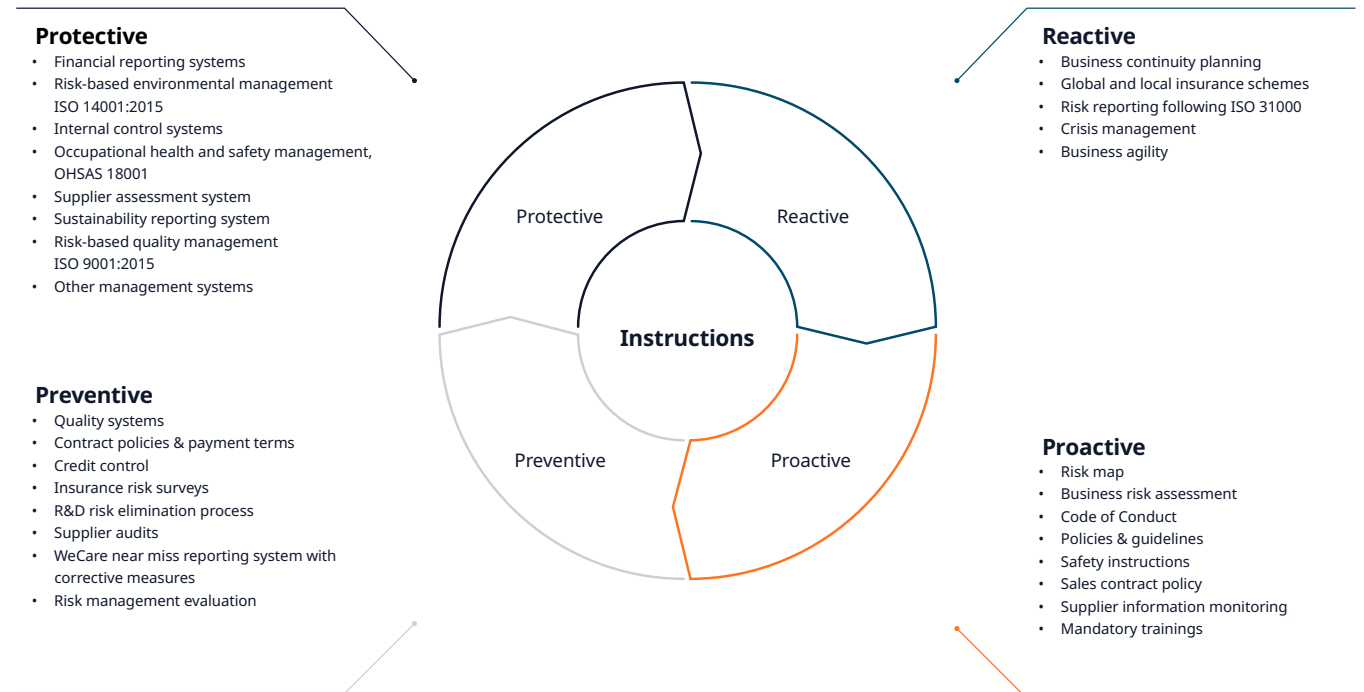 Protective
• Financial reporting systems
• Risk-based environmental management
ISO 14001:2015
• Internal control systems
• Occupational health and safety management,
OHSAS 18001
• Supplier assessment system
• Sustainability reporting system
• Risk-based quality management
ISO 9001:2015
• Other management systems
Reactive
• Business continuity planning
• Global and local insurance schemes
• Risk reporting following ISO 31000
• Crisis management
• Business agility
Protective
Reactive
Instructions
Preventive
Proactive
Preventive
• Quality systems
• Contract policies & payment terms
• Credit control
• Insurance risk surveys
• R&D risk elimination process
• Supplier audits
• WeCare near miss reporting system with
corrective measures
• Risk management evaluation
Proactive
• Risk map
• Business risk assessment
• Code of Conduct
• Policies & guidelines
• Safety instructions
• Sales contract policy
• Supplier information monitoring
• Mandatory trainings